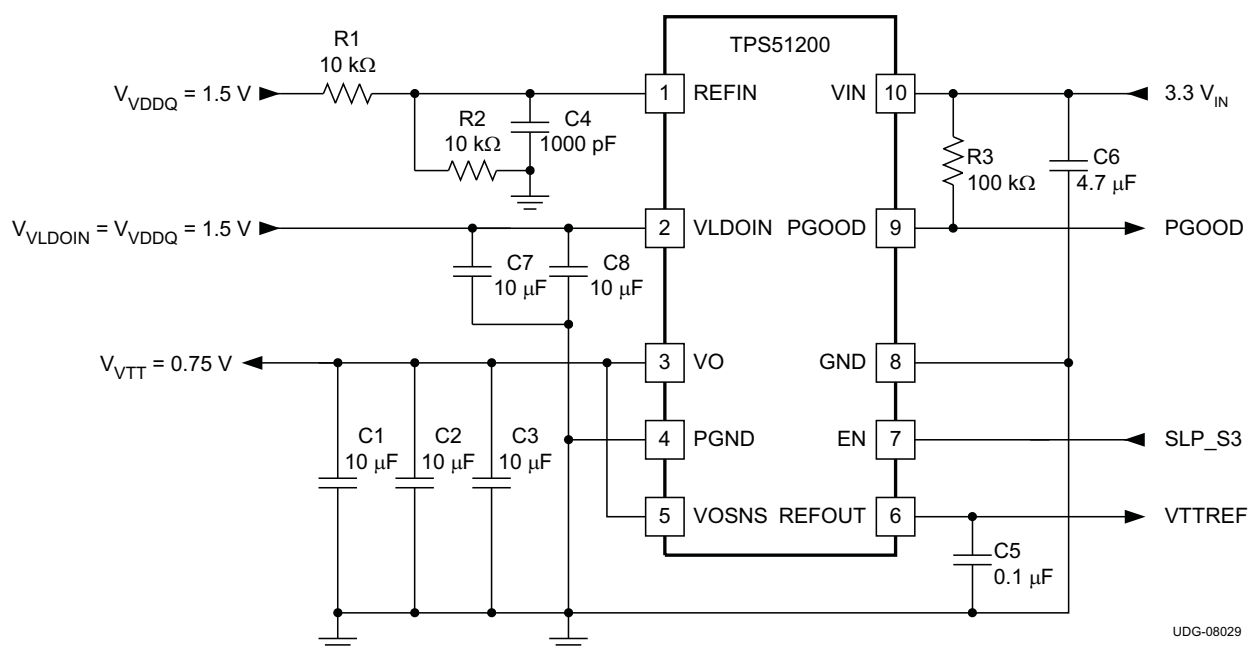 TPS51200
R1
10 kΩ
V_VDDQ = 1.5 V
1 REFIN
VIN 10
3.3 V_IN
R2
10 kΩ
C4
1000 pF
R3
100 kΩ
C6
4.7 μF
V_VLDOIN = V_VDDQ = 1.5 V
2 VLDOIN
PGOOD 9
PGOOD
C7
10 μF
C8
10 μF
V_VTT = 0.75 V
3 VO
GND 8
C1
10 μF
C2
10 μF
C3
10 μF
4 PGND
EN 7
SLP_S3
5 VOSNS
REFOUT 6
VTTREF
C5
0.1 μF
UDG-08029